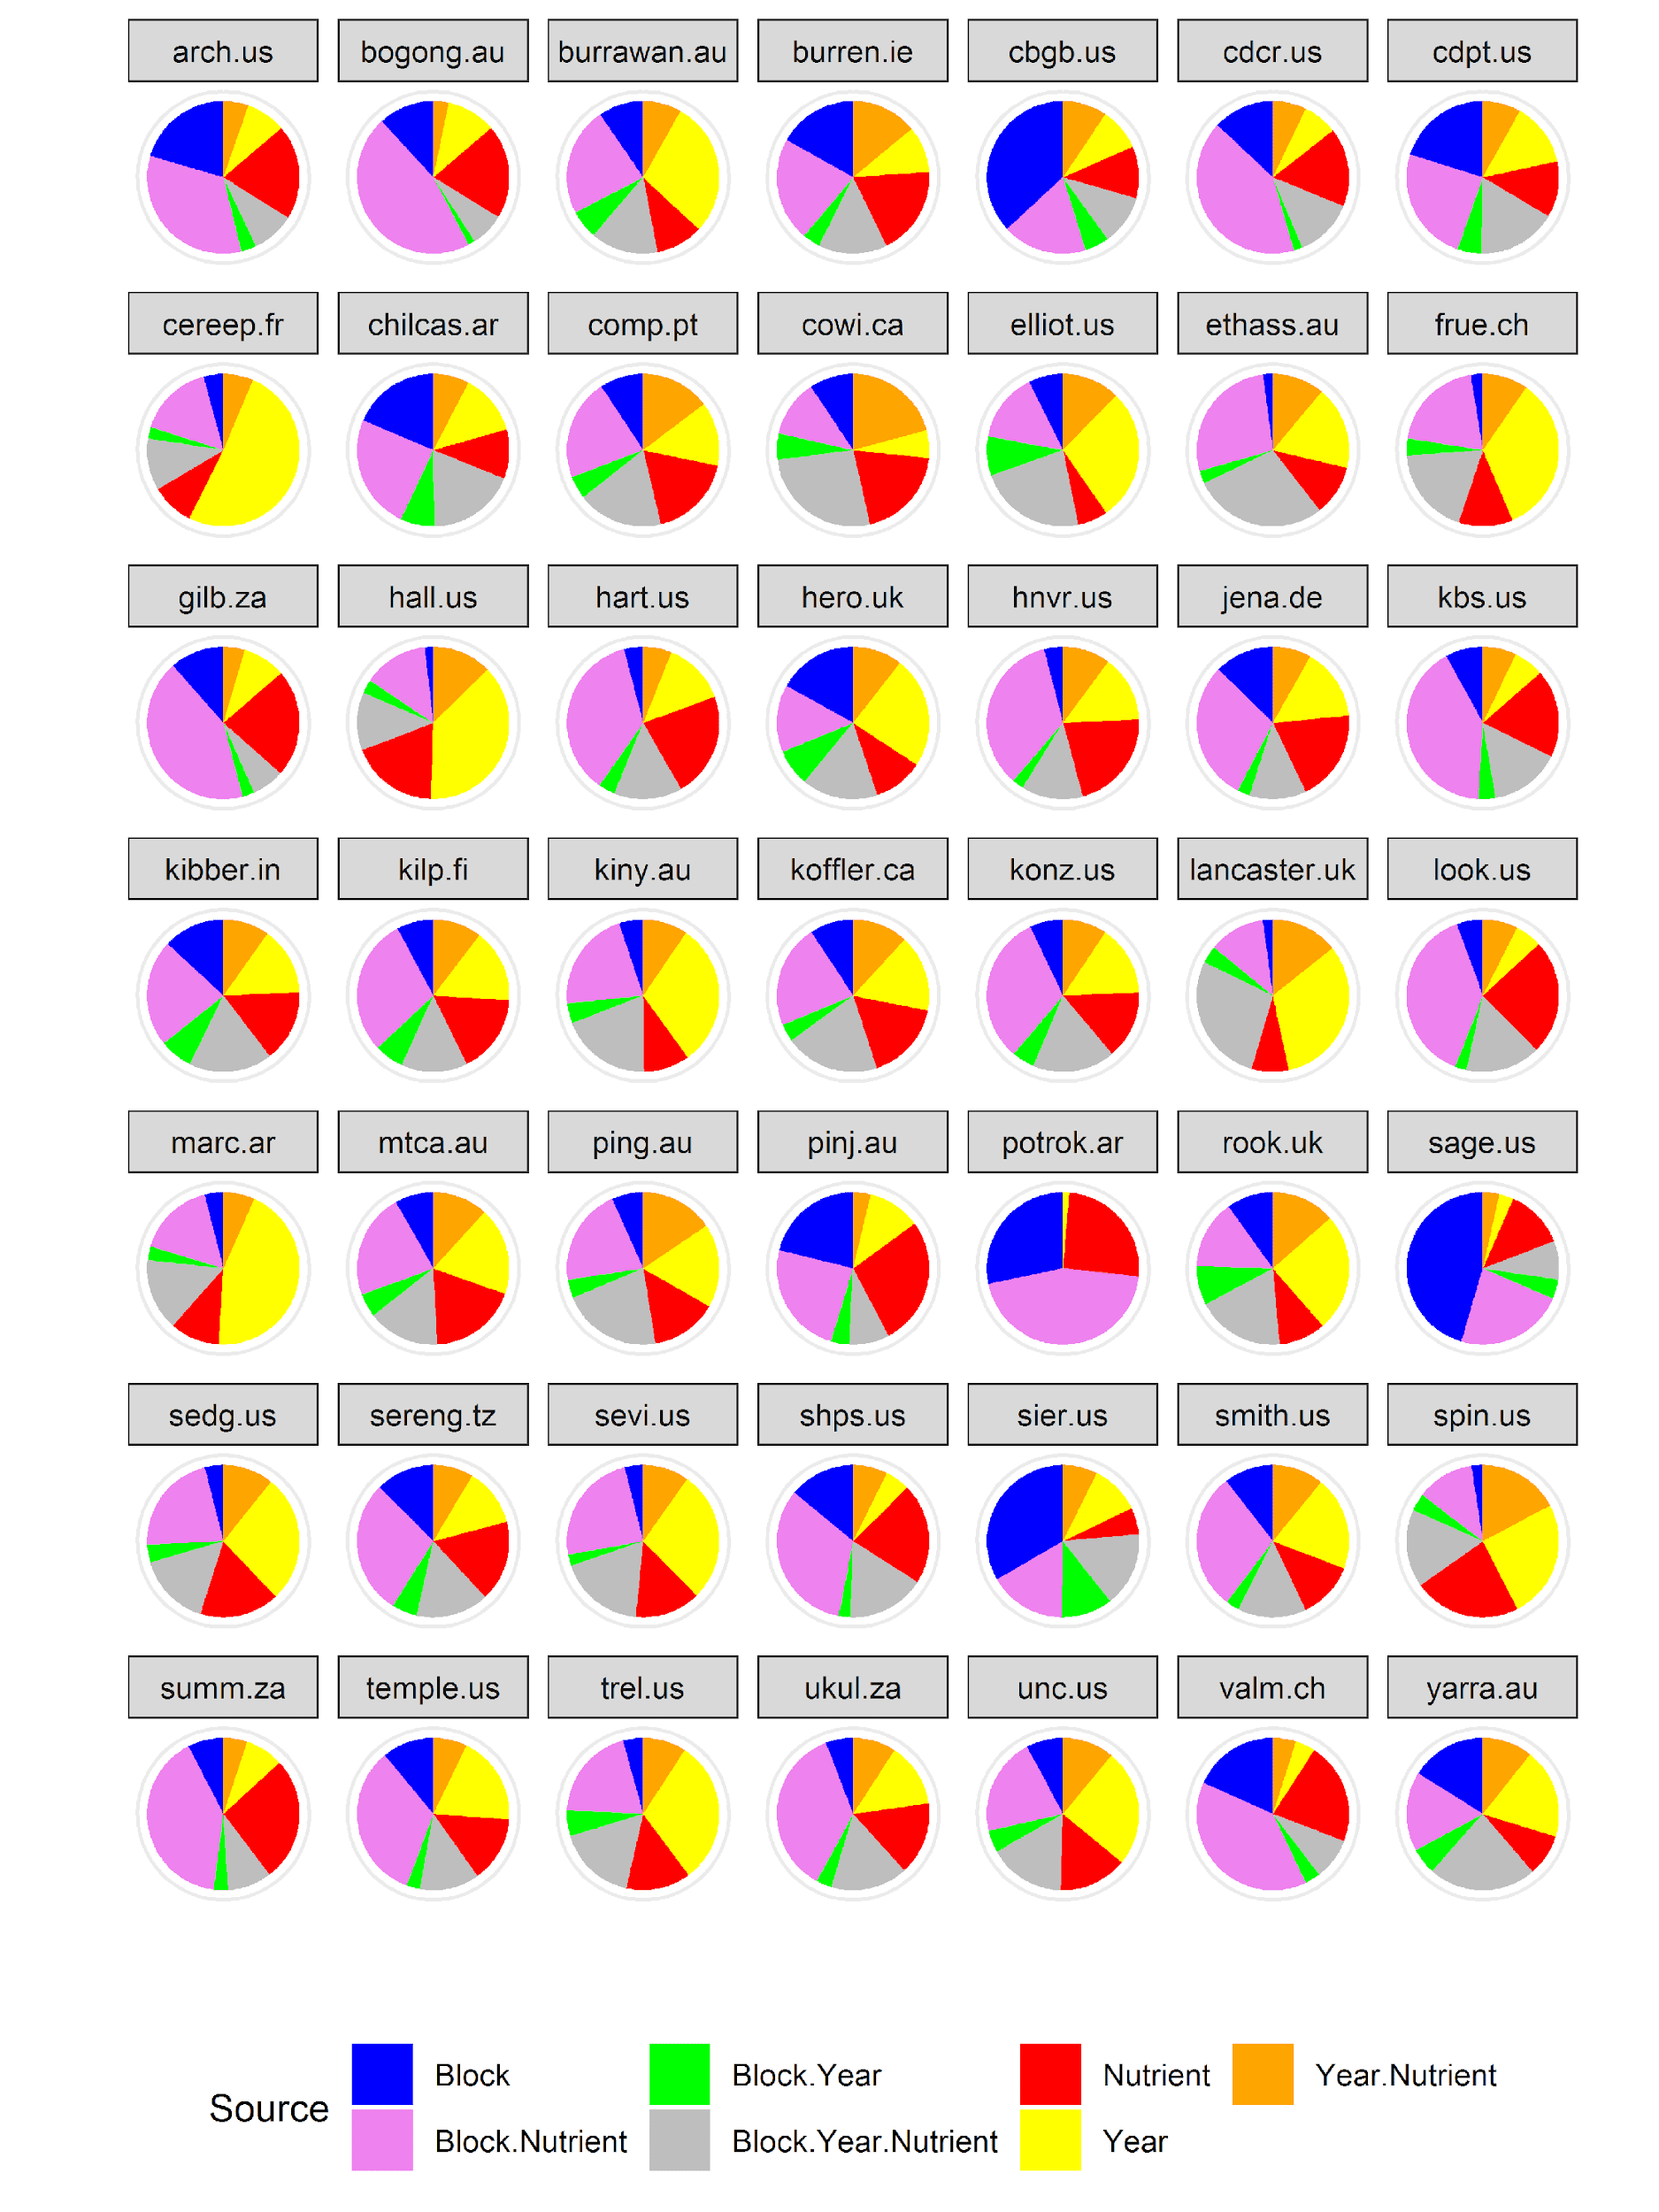 arch.us bogong.au burrawan.au burren.ie cbgb.us cdcr.us cdpt.us
cereep.fr chilcas.ar comp.pt cowi.ca elliot.us ethass.au frue.ch
gilb.za hall.us hart.us hero.uk hnvr.us jena.de kbs.us
kibber.in kilp.fi kiny.au koffler.ca konz.us lancaster.uk look.us
marc.ar mtca.au ping.au pinj.au potrok.ar rook.uk sage.us
sedg.us sereng.tz sevi.us shps.us sier.us smith.us spin.us
summ.za temple.us trel.us ukul.za unc.us valm.ch yarra.au
Source
Block Block.Year Nutrient Year.Nutrient
Block.Nutrient Block.Year.Nutrient Year